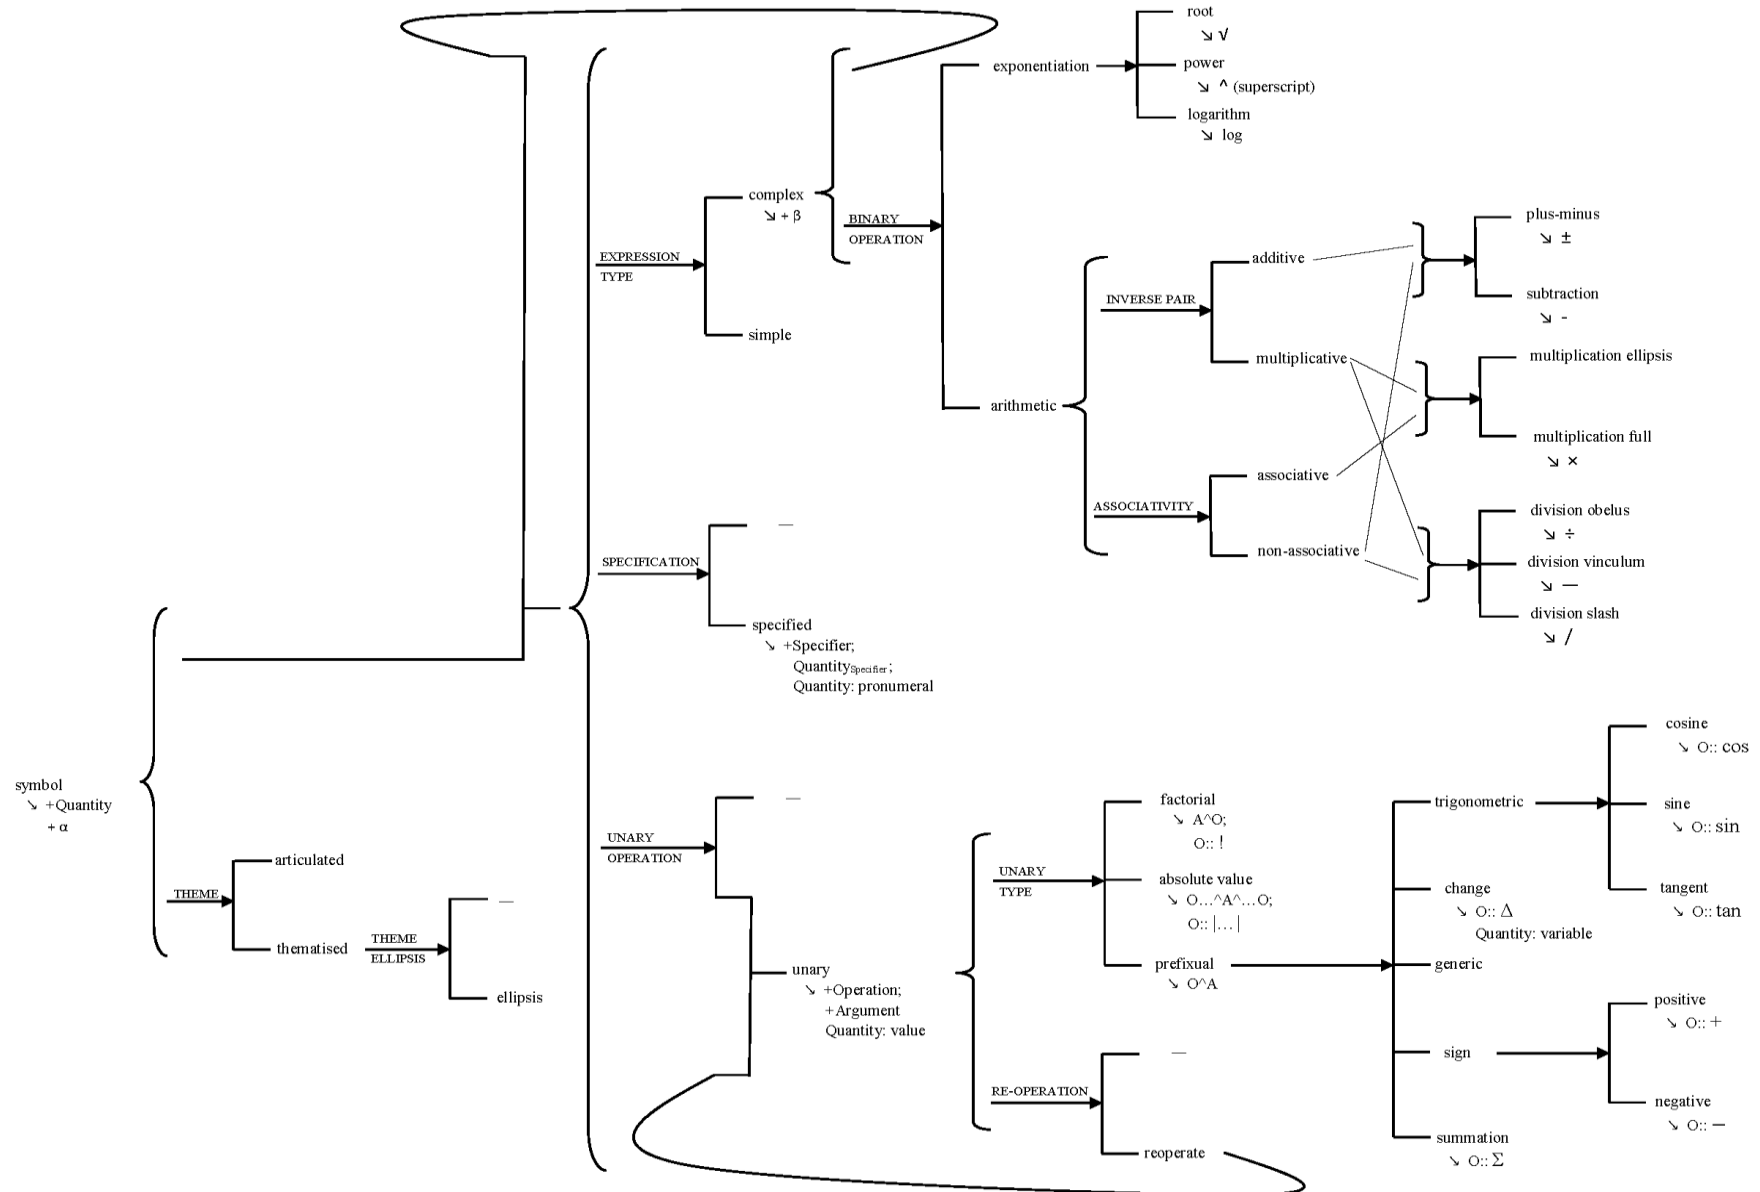 root
↘ √
exponentiation
power
↘ ^ (superscript)
logarithm
↘ log
complex
↘ + β
BINARY
OPERATION
EXPRESSION
TYPE
simple
plus-minus
↘ ±
additive
subtraction
↘ -
INVERSE PAIR
multiplicative
multiplication ellipsis
arithmetic
multiplication full
↘ ×
associative
ASSOCIATIVITY
non-associative
division obelus
↘ ÷
division vinculum
↘ —
division slash
↘ /
—
SPECIFICATION
specified
↘ +Specifier;
QuantitySpecifier;
Quantity: pronumeral
symbol
↘ +Quantity
+ α
articulated
THEME
thematised
THEME
ELLIPSIS
—
ellipsis
—
UNARY
OPERATION
unary
↘ +Operation;
+Argument
Quantity: value
factorial
↘ A^O;
O:: !
UNARY
TYPE
absolute value
↘ O…^A^…O;
O:: |…|
prefixual
↘ O^A
—
RE-OPERATION
reoperate
trigonometric
cosine
↘ O:: cos
sine
↘ O:: sin
tangent
↘ O:: tan
change
↘ O:: Δ
Quantity: variable
generic
sign
positive
↘ O:: +
negative
↘ O:: −
summation
↘ O:: Σ